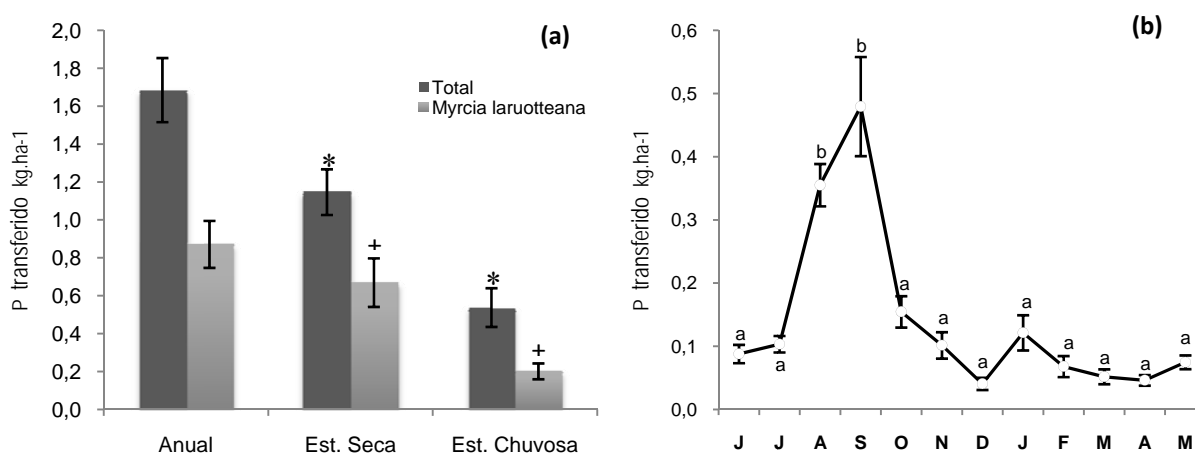 (a)
P transferido kg.ha-1
2,0
1,8
1,6
1,4
1,2
1,0
0,8
0,6
0,4
0,2
0,0
Total
Myrcia laruotteana
*
+
*
+
Anual Est. Seca Est. Chuvosa
(b)
P transferido kg.ha-1
0,6
0,5
0,4
0,3
0,2
0,1
0,0
a a b b a a a a a a a a
J J A S O N D J F M A M